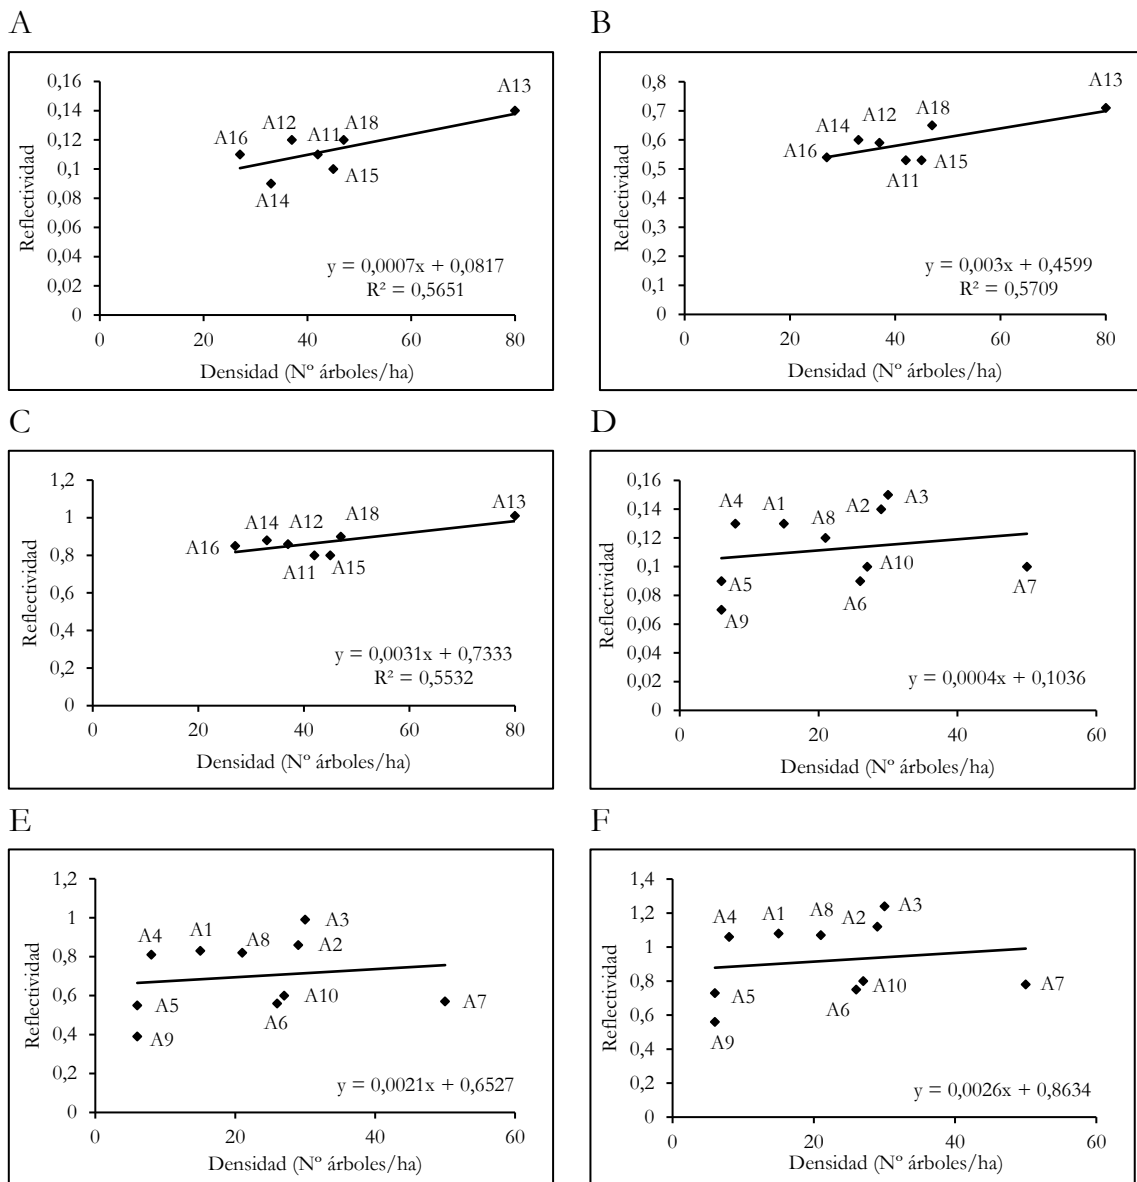 A
0,16
0,14
0,12
0,1
0,08
0,06
0,04
0,02
0
Reflectividad
A16
A12
A14
A11
A18
A15
A13
y = 0,0007x + 0,0817
R² = 0,5651
0
20
40
60
80
Densidad (Nº árboles/ha)
B
0,8
0,7
0,6
0,5
0,4
0,3
0,2
0,1
0
Reflectividad
A16
A14
A12
A11
A18
A15
A13
y = 0,003x + 0,4599
R² = 0,5709
0
20
40
60
80
Densidad (Nº árboles/ha)
C
1,2
1
0,8
0,6
0,4
0,2
0
Reflectividad
A16
A14
A12
A11
A18
A15
A13
y = 0,0031x + 0,7333
R² = 0,5532
0
20
40
60
80
Densidad (Nº árboles/ha)
D
0,16
0,14
0,12
0,1
0,08
0,06
0,04
0,02
0
Reflectividad
A4
A1
A8
A2
A3
A5
A9
A6
A10
A7
y = 0,0004x + 0,1036
0
20
40
60
Densidad (Nº árboles/ha)
E
1,2
1
0,8
0,6
0,4
0,2
0
Reflectividad
A4
A1
A8
A3
A2
A5
A9
A6
A10
A7
y = 0,0021x + 0,6527
0
20
40
60
Densidad (Nº árboles/ha)
F
1,4
1,2
1
0,8
0,6
0,4
0,2
0
Reflectividad
A4
A1
A8
A2
A3
A5
A9
A6
A10
A7
y = 0,0026x + 0,8634
0
20
40
60
Densidad (Nº árboles/ha)